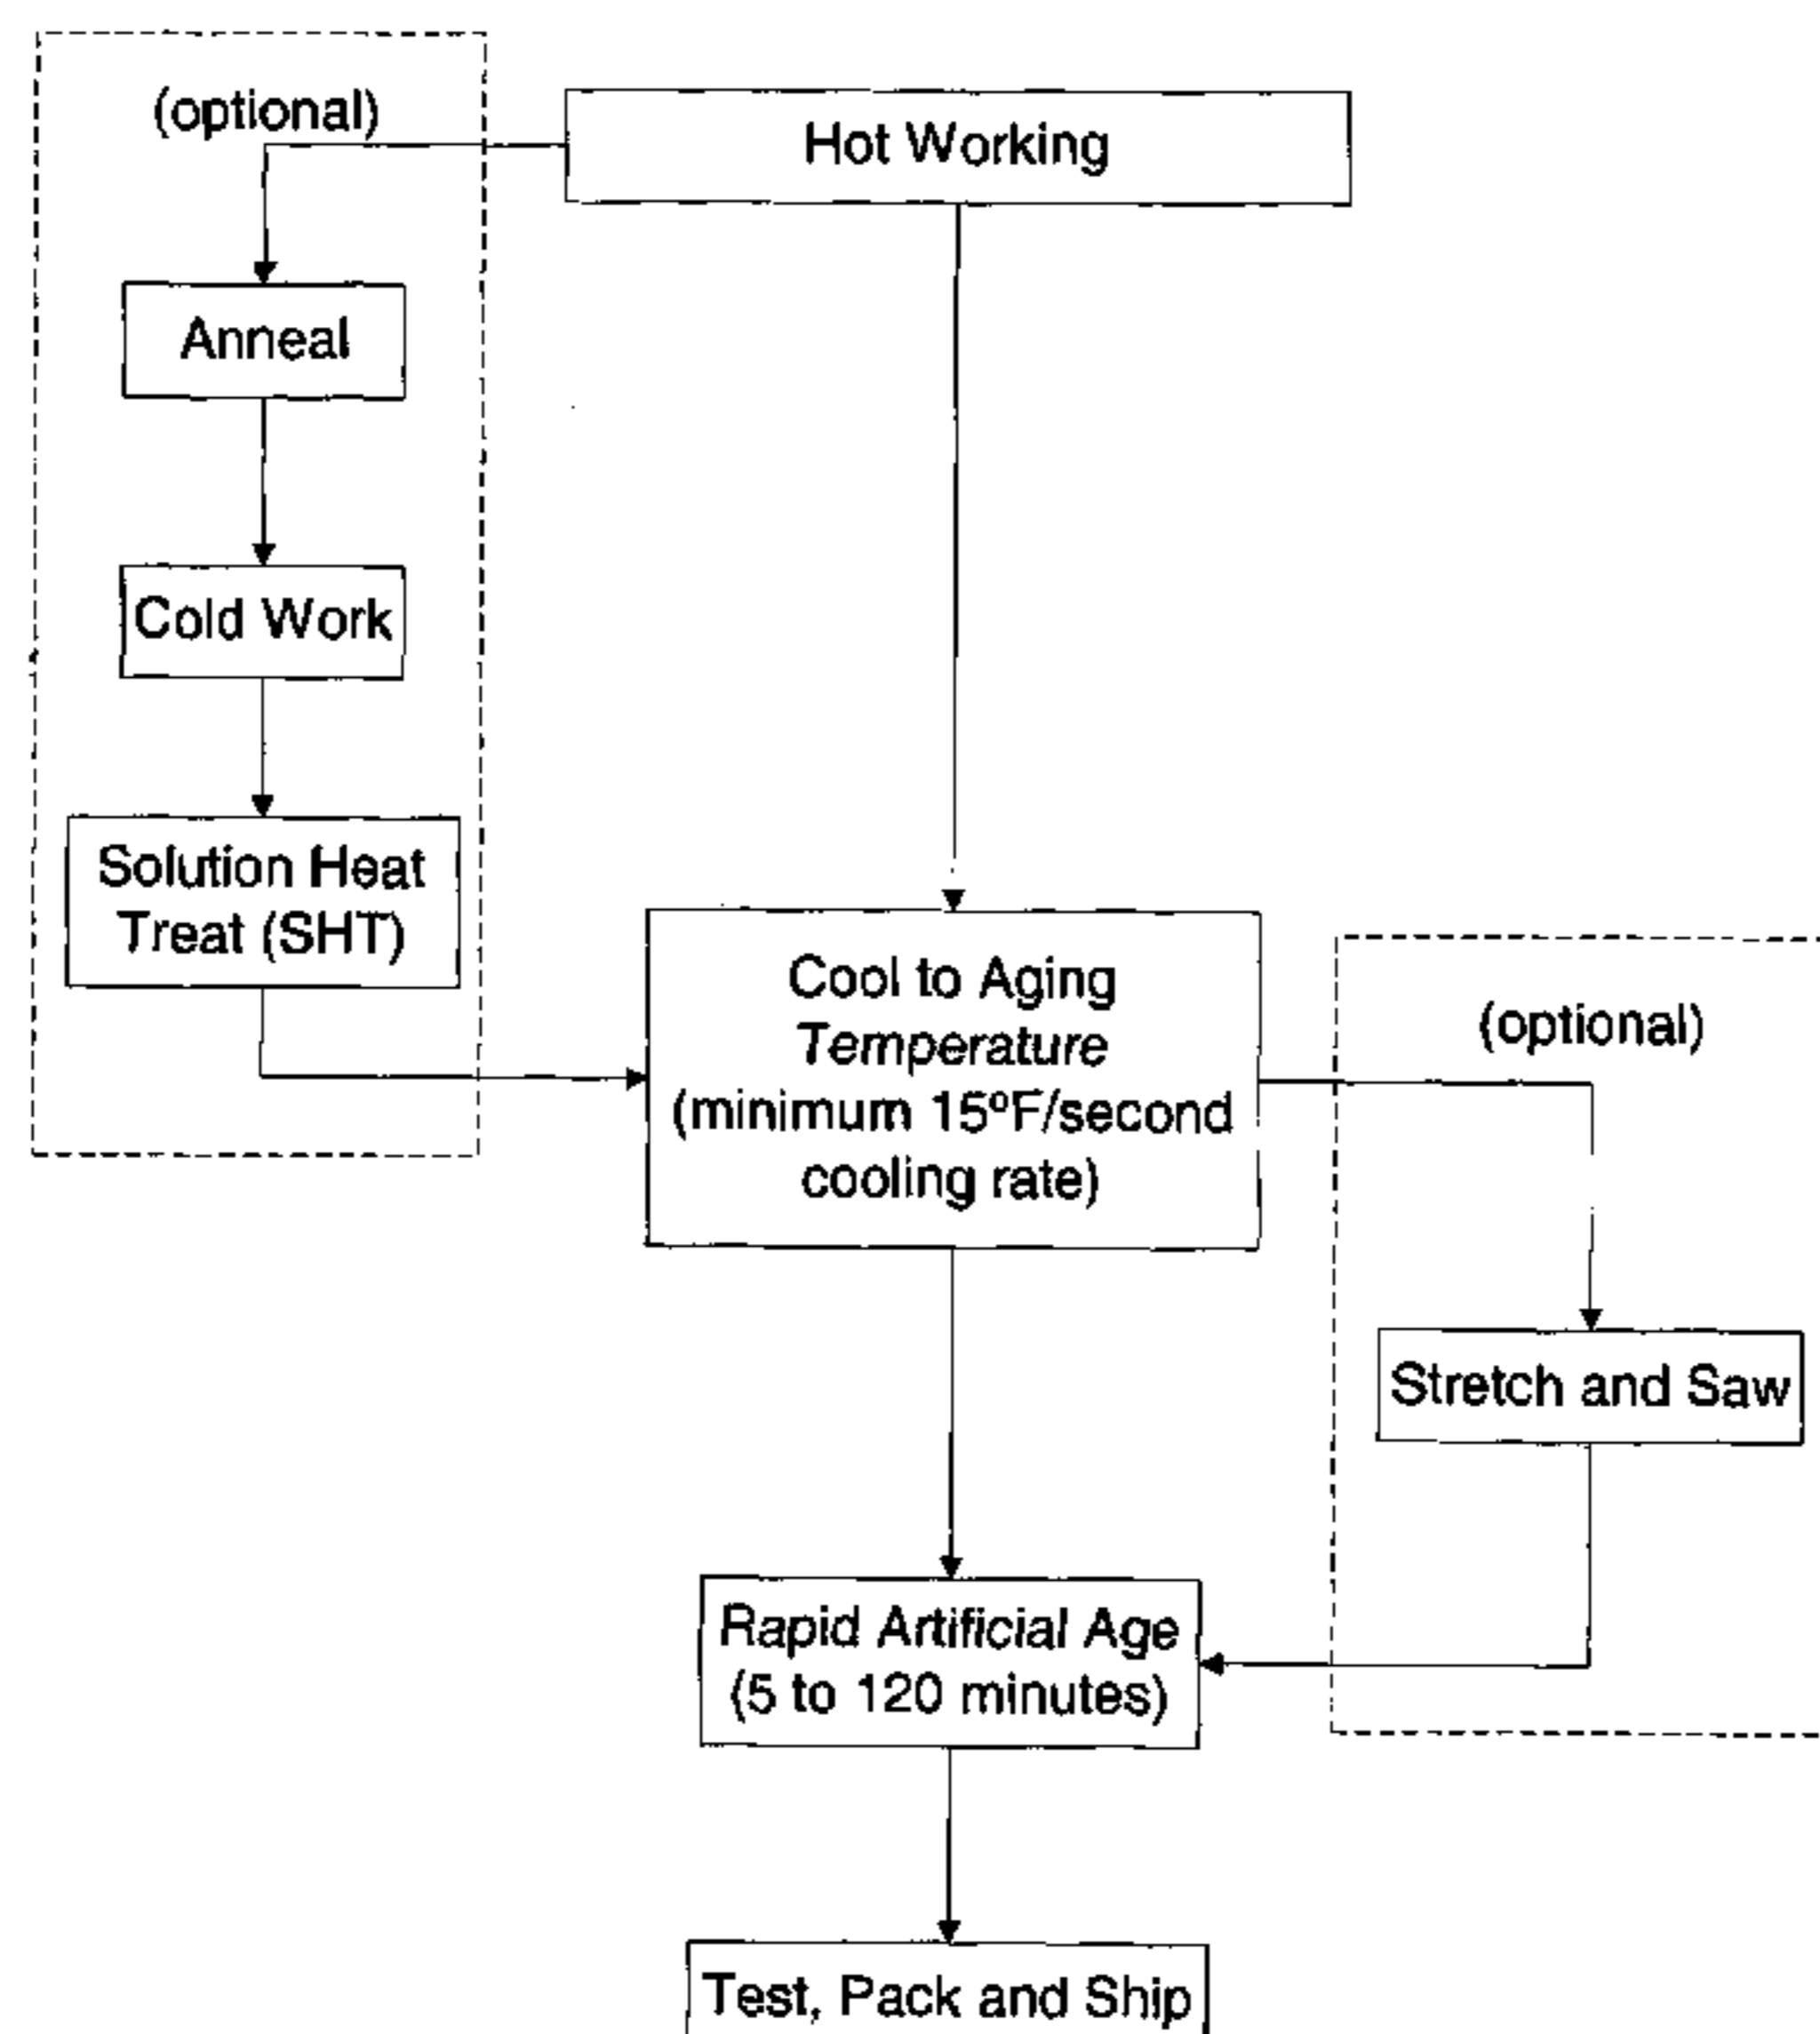 (optional)
Hot Working
Anneal
Cold Work
Solution Heat
Treat (SHT)
Cool to Aging
Temperature
(minimum 15ºF/second
cooling rate)
(optional)
Stretch and Saw
Rapid Artificial Age
(5 to 120 minutes)
Test, Pack and Ship